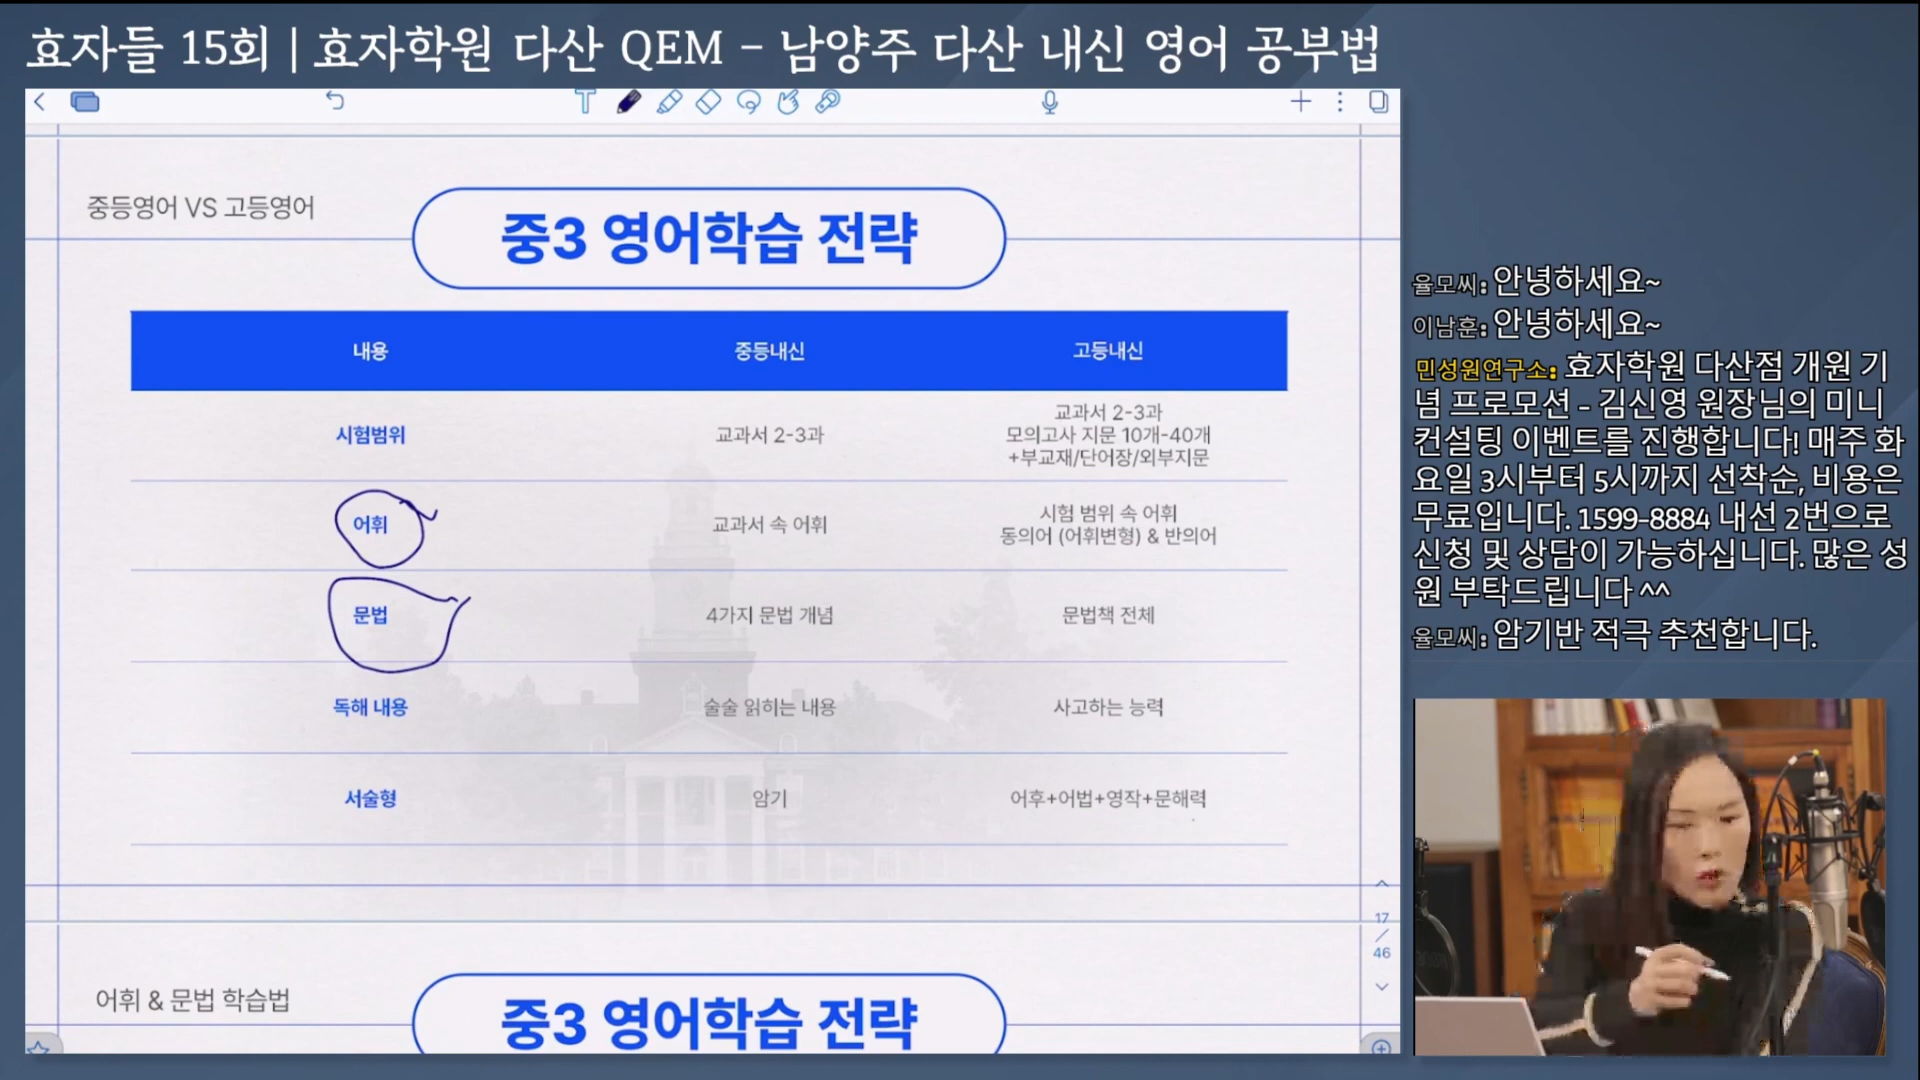 효자들 15회 | 효자학원 다산 QEM – 남양주 다산 내신 영어 공부법
중등영어 VS 고등영어
중3 영어학습 전략
내용 중등내신 고등내신
시험범위 교과서 2-3과 교과서 2-3과
모의고사 지문 10개-40개
+부교재/단어장/외부지문
어휘 교과서 속 어휘 시험 범위 속 어휘
동의어 (어휘변형) & 반의어
문법 4가지 문법 개념 문법책 전체
독해 내용 술술 읽히는 내용 사고하는 능력
서술형 암기 어후+어법+영작+문해력
17
/
46
어휘 & 문법 학습법
중3 영어학습 전략
율모씨: 안녕하세요~
이남훈: 안녕하세요~
민성원연구소: 효자학원 다산점 개원 기
념 프로모션 - 김신영 원장님의 미니
컨설팅 이벤트를 진행합니다! 매주 화
요일 3시부터 5시까지 선착순, 비용은
무료입니다. 1599-8884 내선 2번으로
신청 및 상담이 가능하십니다. 많은 성
원 부탁드립니다 ^^
율모씨: 암기반 적극 추천합니다.